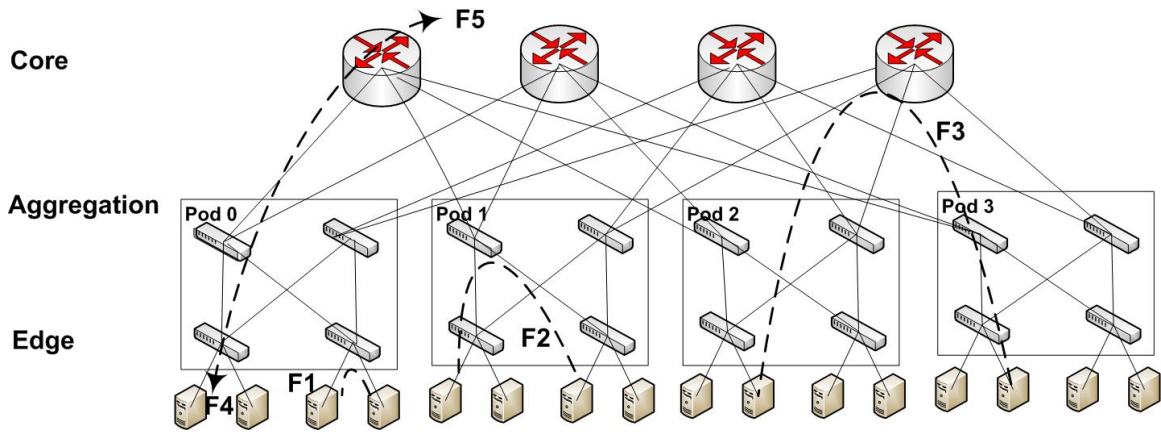 F5
Core
F3
Aggregation
Pod 0
Pod 1
Pod 2
Pod 3
Edge
F2
F1
F4